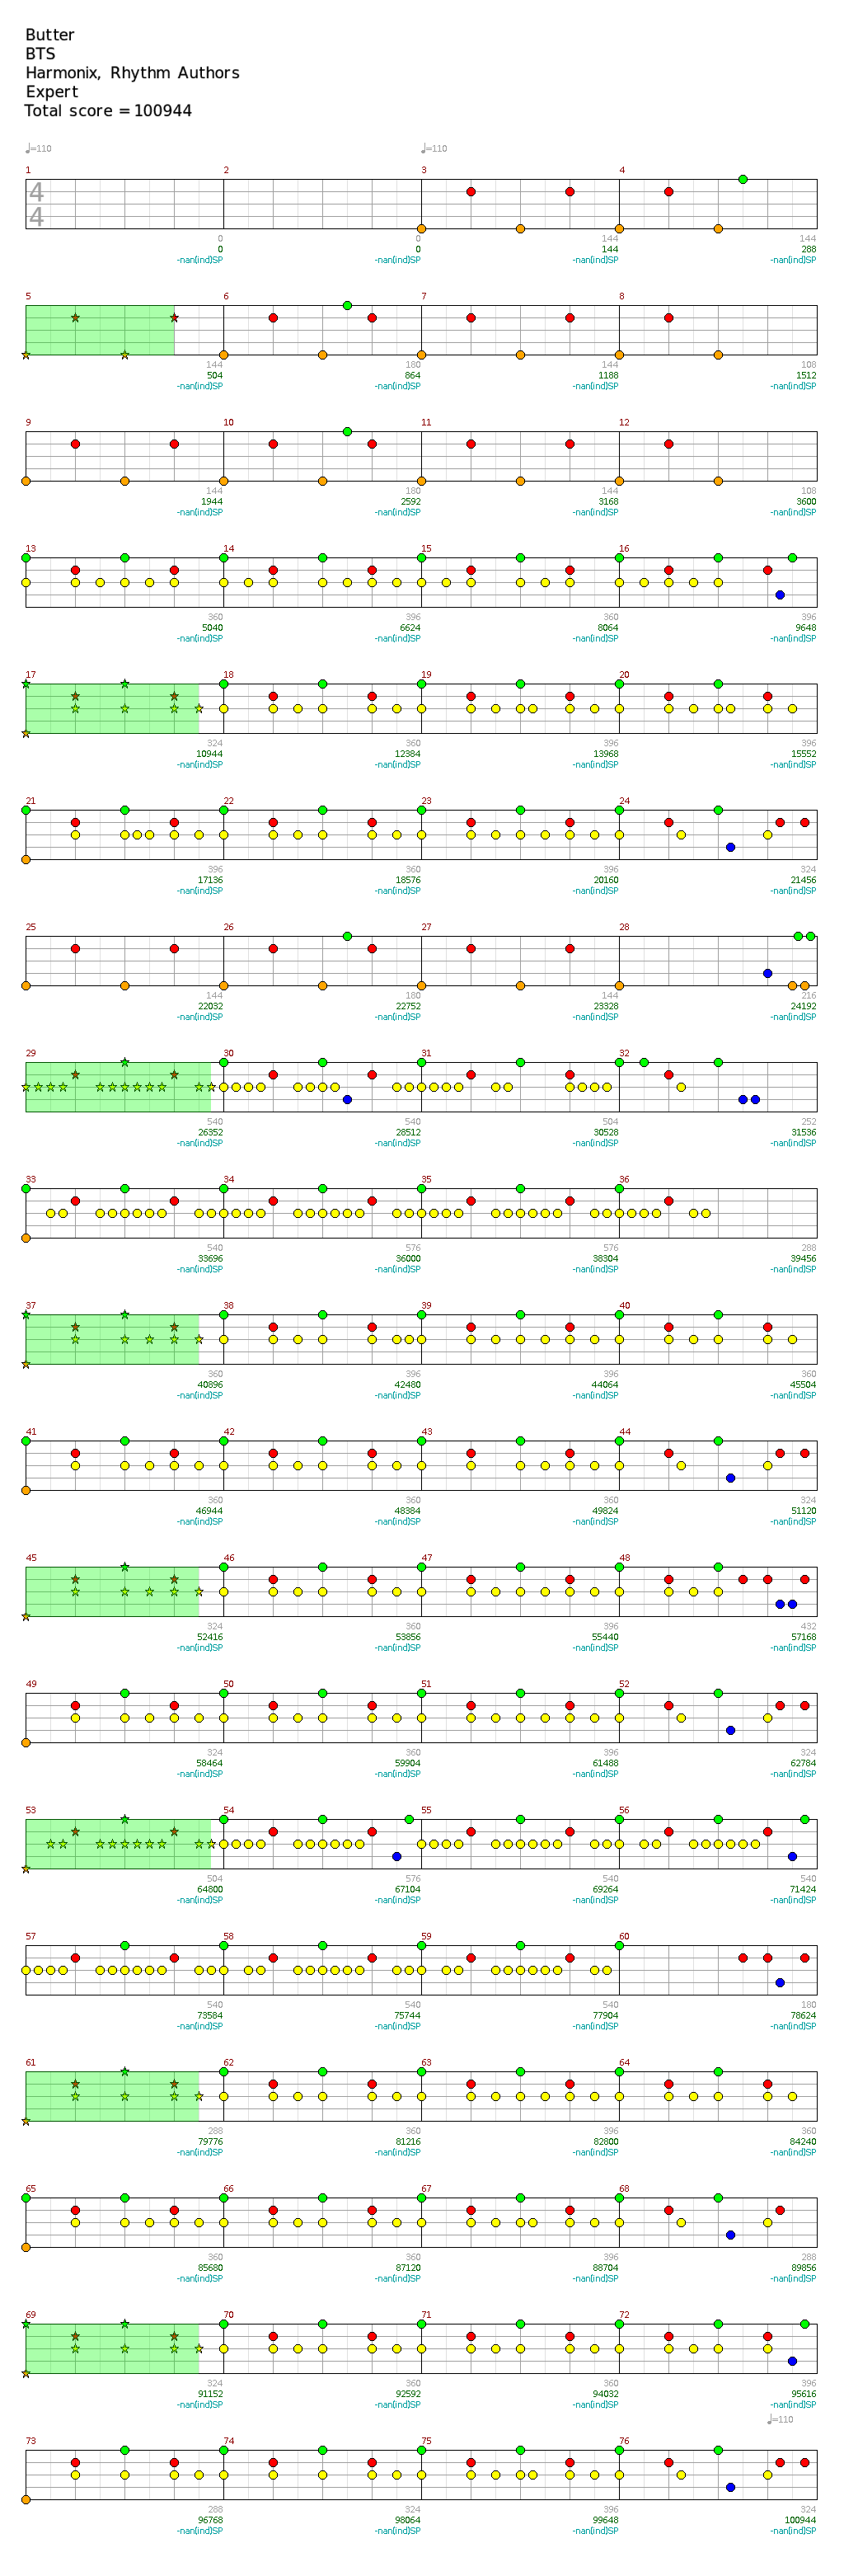 Butter
BTS
Harmonix, Rhythm Authors
Expert
Total score = 100944
♩=110 ♩=110
1 2 3 4
4
4
0 0 144 144
0 0 144 288
-nan(ind)SP -nan(ind)SP -nan(ind)SP -nan(ind)SP
5 6 7 8
144 180 144 108
504 864 1188 1512
-nan(ind)SP -nan(ind)SP -nan(ind)SP -nan(ind)SP
9 10 11 12
144 180 144 108
1944 2592 3168 3600
-nan(ind)SP -nan(ind)SP -nan(ind)SP -nan(ind)SP
13 14 15 16
360 396 360 396
5040 6624 8064 9648
-nan(ind)SP -nan(ind)SP -nan(ind)SP -nan(ind)SP
17 18 19 20
324 360 396 396
10944 12384 13968 15552
-nan(ind)SP -nan(ind)SP -nan(ind)SP -nan(ind)SP
21 22 23 24
396 360 396 324
17136 18576 20160 21456
-nan(ind)SP -nan(ind)SP -nan(ind)SP -nan(ind)SP
25 26 27 28
144 180 144 216
22032 22752 23328 24192
-nan(ind)SP -nan(ind)SP -nan(ind)SP -nan(ind)SP
29 30 31 32
540 540 504 252
26352 28512 30528 31536
-nan(ind)SP -nan(ind)SP -nan(ind)SP -nan(ind)SP
33 34 35 36
540 576 576 288
33696 36000 38304 39456
-nan(ind)SP -nan(ind)SP -nan(ind)SP -nan(ind)SP
37 38 39 40
360 396 396 360
40896 42480 44064 45504
-nan(ind)SP -nan(ind)SP -nan(ind)SP -nan(ind)SP
41 42 43 44
360 360 360 324
46944 48384 49824 51120
-nan(ind)SP -nan(ind)SP -nan(ind)SP -nan(ind)SP
45 46 47 48
324 360 396 432
52416 53856 55440 57168
-nan(ind)SP -nan(ind)SP -nan(ind)SP -nan(ind)SP
49 50 51 52
324 360 396 324
58464 59904 61488 62784
-nan(ind)SP -nan(ind)SP -nan(ind)SP -nan(ind)SP
53 54 55 56
504 576 540 540
64800 67104 69264 71424
-nan(ind)SP -nan(ind)SP -nan(ind)SP -nan(ind)SP
57 58 59 60
540 540 540 180
73584 75744 77904 78624
-nan(ind)SP -nan(ind)SP -nan(ind)SP -nan(ind)SP
61 62 63 64
288 360 396 360
79776 81216 82800 84240
-nan(ind)SP -nan(ind)SP -nan(ind)SP -nan(ind)SP
65 66 67 68
360 360 396 288
85680 87120 88704 89856
-nan(ind)SP -nan(ind)SP -nan(ind)SP -nan(ind)SP
69 70 71 72
324 360 360 396
91152 92592 94032 95616
-nan(ind)SP -nan(ind)SP -nan(ind)SP -nan(ind)SP
♩=110
73 74 75 76
288 324 396 324
96768 98064 99648 100944
-nan(ind)SP -nan(ind)SP -nan(ind)SP -nan(ind)SP